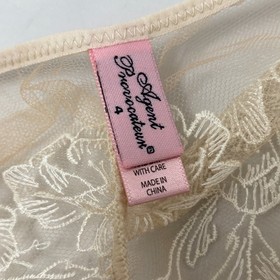 Agent
Provocateur®
4
WITH CARE
MADE IN
CHINA